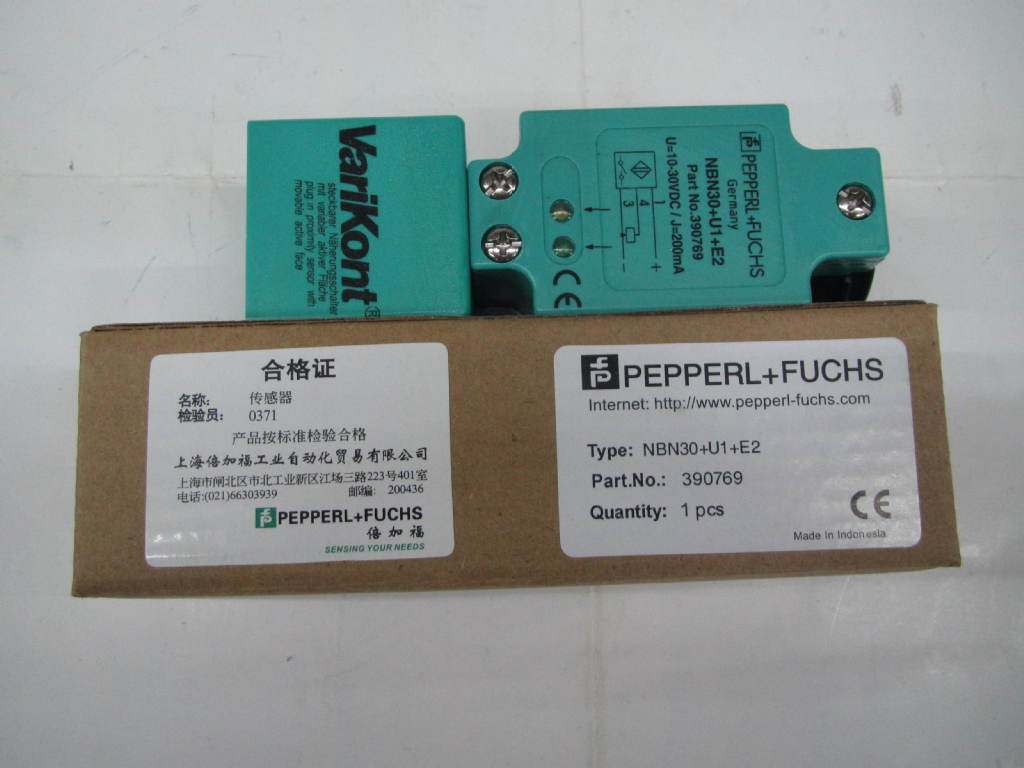 VariKont®
steckbarer Näherungsschalter
mit variabler aktiver Fläche
plug in proximity sensor with
movable active face
PEPPERL+FUCHS
Germany
NBN30+U1+E2
Part No.390769
U=10-30VDC / J=200mA
1
4
3
+
−
CE
合格证
名称: 传感器
检验员: 0371
产品按标准检验合格
上海倍加福工业自动化贸易有限公司
上海市闸北区市北工业新区江场三路223号401室
电话:(021)66303939 邮编: 200436
PEPPERL+FUCHS
倍加福
SENSING YOUR NEEDS
PEPPERL+FUCHS
Internet: http://www.pepperl-fuchs.com
Type: NBN30+U1+E2
Part.No.: 390769
Quantity: 1 pcs
CE
Made in Indonesia